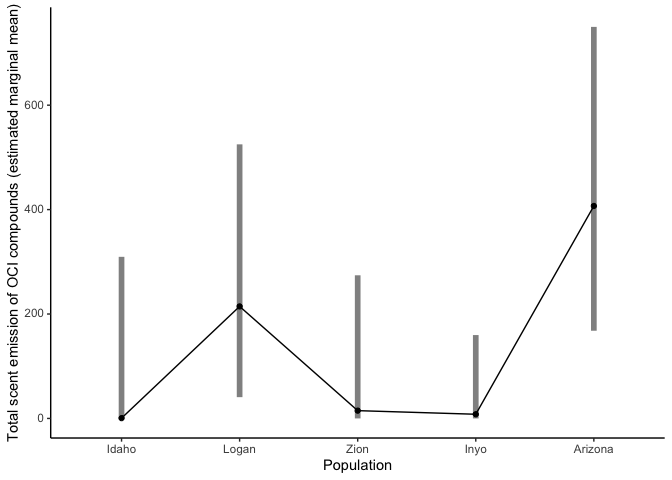 Total scent emission of OCI compounds (estimated marginal mean)
600
400
200
0
Idaho Logan Zion Inyo Arizona
Population